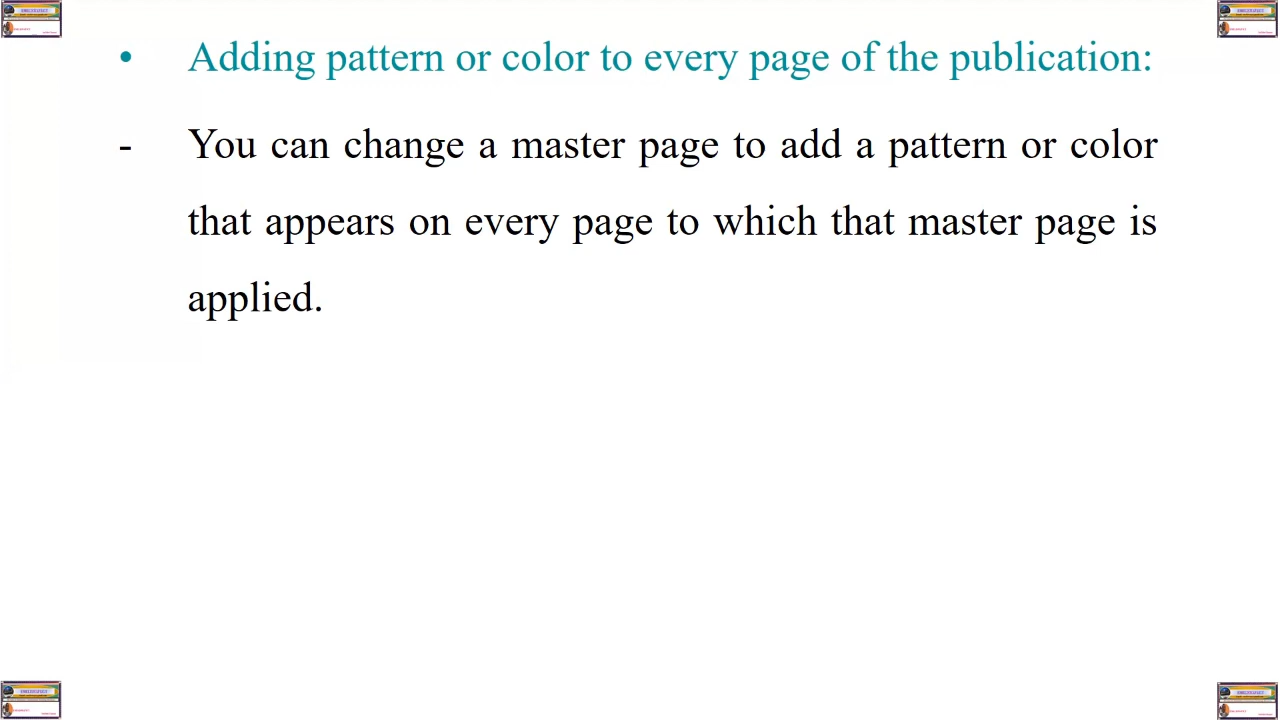 • Adding pattern or color to every page of the publication:
- You can change a master page to add a pattern or color
that appears on every page to which that master page is
applied.